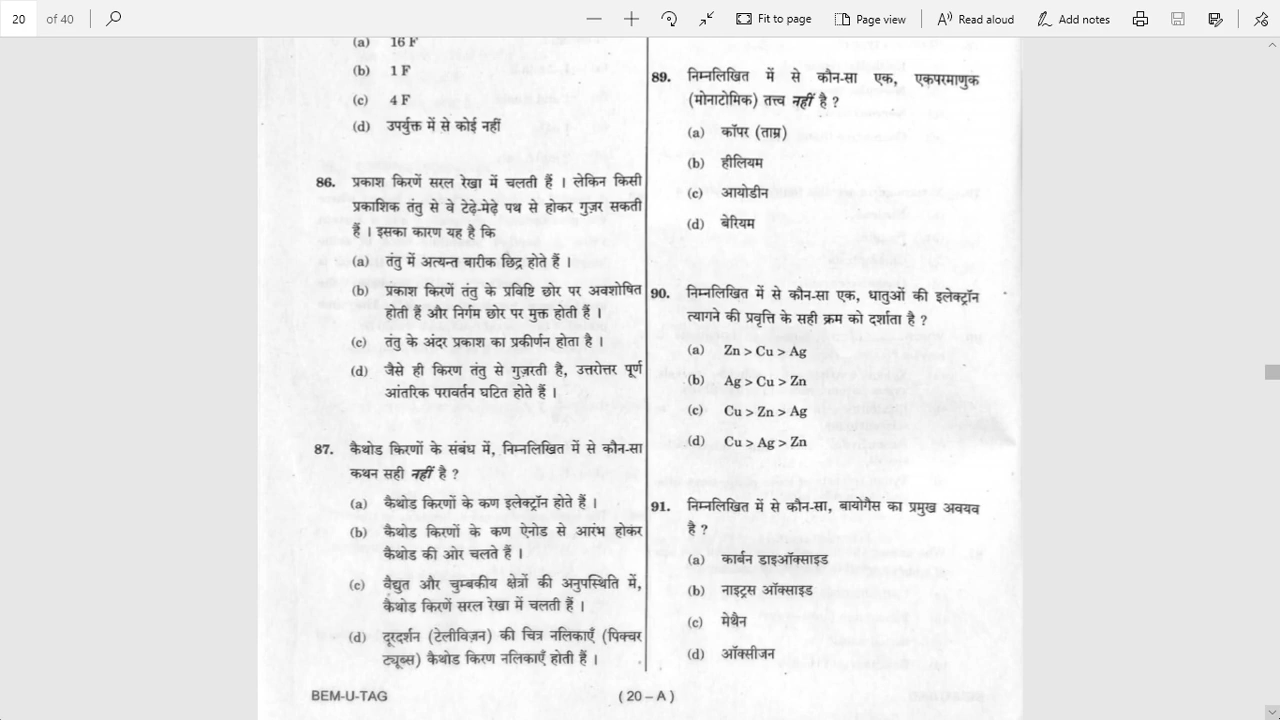 20 of 40
Fit to page
Page view
Read aloud
Add notes
(a) 16 F
(b) 1 F
(c) 4 F
(d) उपर्युक्त में से कोई नहीं
86. प्रकाश किरणें सरल रेखा में चलती हैं । लेकिन किसी
प्रकाशिक तंतु से वे टेढ़े-मेढ़े पथ से होकर गुज़र सकती
हैं । इसका कारण यह है कि
(a) तंतु में अत्यन्त बारीक छिद्र होते हैं ।
(b) प्रकाश किरणें तंतु के प्रविष्टि छोर पर अवशोषित
होती हैं और निर्गम छोर पर मुक्त होती हैं ।
(c) तंतु के अंदर प्रकाश का प्रकीर्णन होता है ।
(d) जैसे ही किरण तंतु से गुज़रती है, उत्तरोत्तर पूर्ण
आंतरिक परावर्तन घटित होते हैं ।
87. कैथोड किरणों के संबंध में, निम्नलिखित में से कौन-सा
कथन सही नहीं है ?
(a) कैथोड किरणों के कण इलेक्ट्रॉन होते हैं ।
(b) कैथोड किरणों के कण ऐनोड से आरंभ होकर
कैथोड की ओर चलते हैं ।
(c) वैद्युत और चुम्बकीय क्षेत्रों की अनुपस्थिति में,
कैथोड किरणें सरल रेखा में चलती हैं ।
(d) दूरदर्शन (टेलीविज़न) की चित्र नलिकाएँ (पिक्चर
ट्यूब्स) कैथोड किरण नलिकाएँ होती हैं ।
89. निम्नलिखित में से कौन-सा एक, एकपरमाणुक
(मोनाटोमिक) तत्त्व नहीं है ?
(a) कॉपर (ताम्र)
(b) हीलियम
(c) आयोडीन
(d) बेरियम
90. निम्नलिखित में से कौन-सा एक, धातुओं की इलेक्ट्रॉन
त्यागने की प्रवृत्ति के सही क्रम को दर्शाता है ?
(a) Zn > Cu > Ag
(b) Ag > Cu > Zn
(c) Cu > Zn > Ag
(d) Cu > Ag > Zn
91. निम्नलिखित में से कौन-सा, बायोगैस का प्रमुख अवयव
है ?
(a) कार्बन डाइऑक्साइड
(b) नाइट्रस ऑक्साइड
(c) मेथैन
(d) ऑक्सीजन
BEM-U-TAG
( 20 – A )